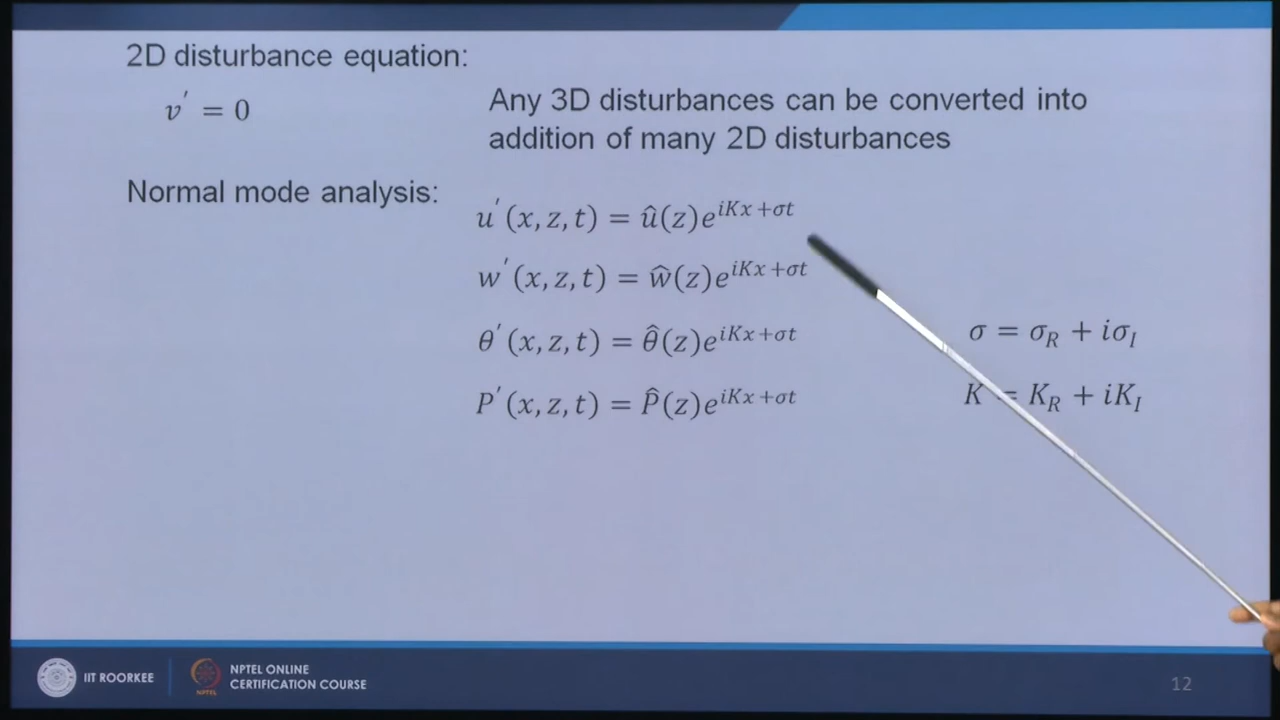 2D disturbance equation:
v′ = 0
Any 3D disturbances can be converted into
addition of many 2D disturbances
Normal mode analysis:
u′(x, z, t) = û(z)e^{iKx+σt}
w′(x, z, t) = ŵ(z)e^{iKx+σt}
θ′(x, z, t) = θ̂(z)e^{iKx+σt}
P′(x, z, t) = P̂(z)e^{iKx+σt}
σ = σ_R + iσ_I
K = K_R + iK_I
IIT ROORKEE
NPTEL
NPTEL ONLINE
CERTIFICATION COURSE
12